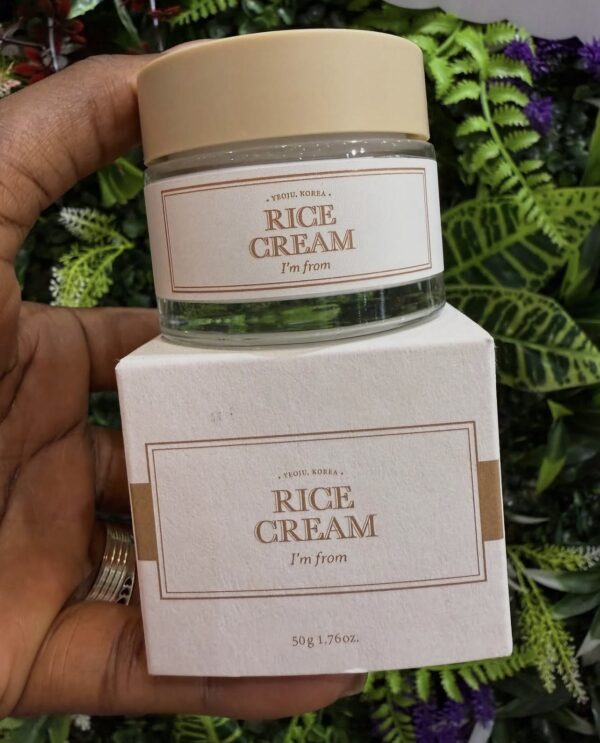 • YEOJU, KOREA •
RICE
CREAM
I'm from
• YEOJU, KOREA •
RICE
CREAM
I'm from
50g 1.76oz.